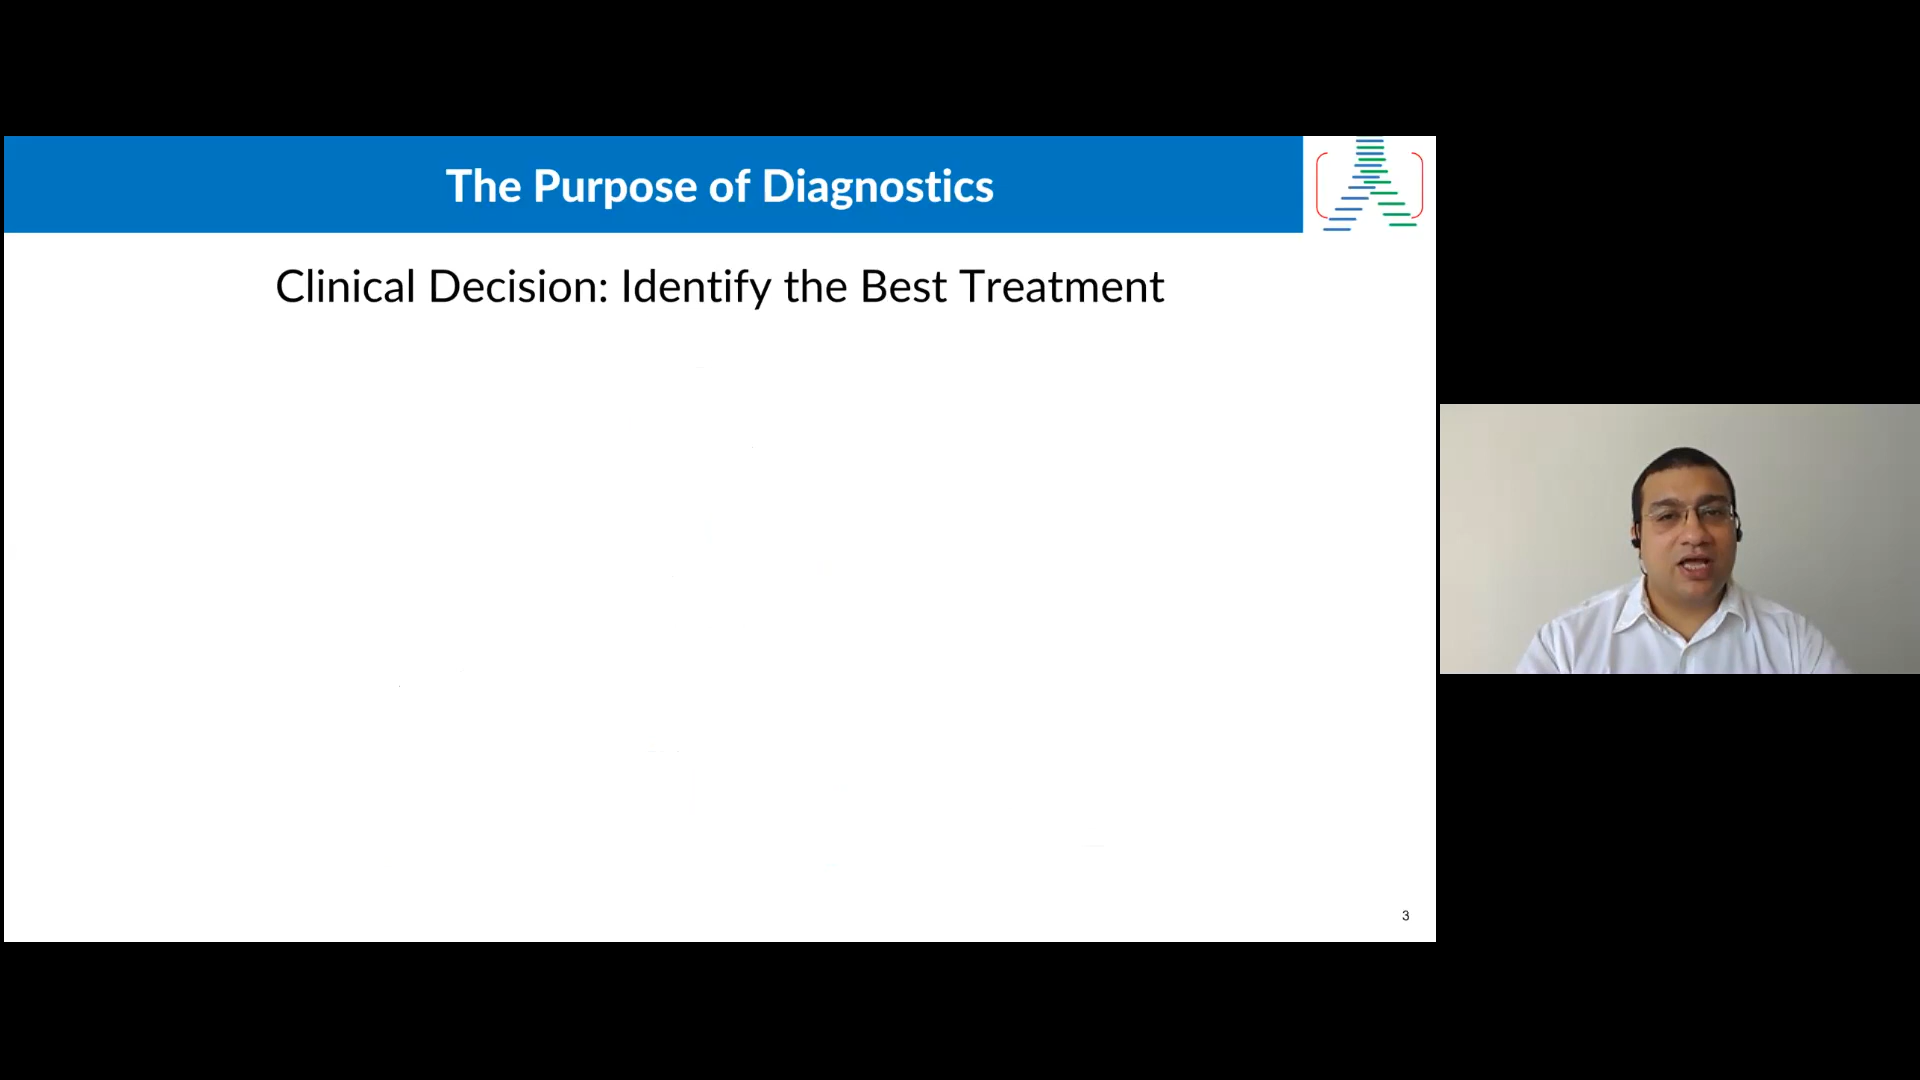 The Purpose of Diagnostics
Clinical Decision: Identify the Best Treatment
3